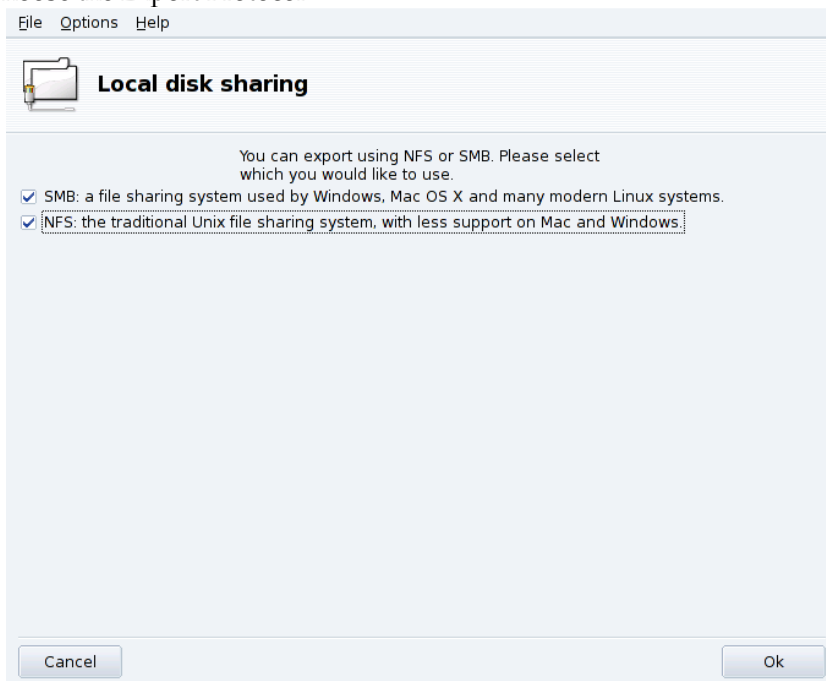 File Options Help
Local disk sharing
You can export using NFS or SMB. Please select
which you would like to use.
SMB: a file sharing system used by Windows, Mac OS X and many modern Linux systems.
NFS: the traditional Unix file sharing system, with less support on Mac and Windows.
Cancel Ok